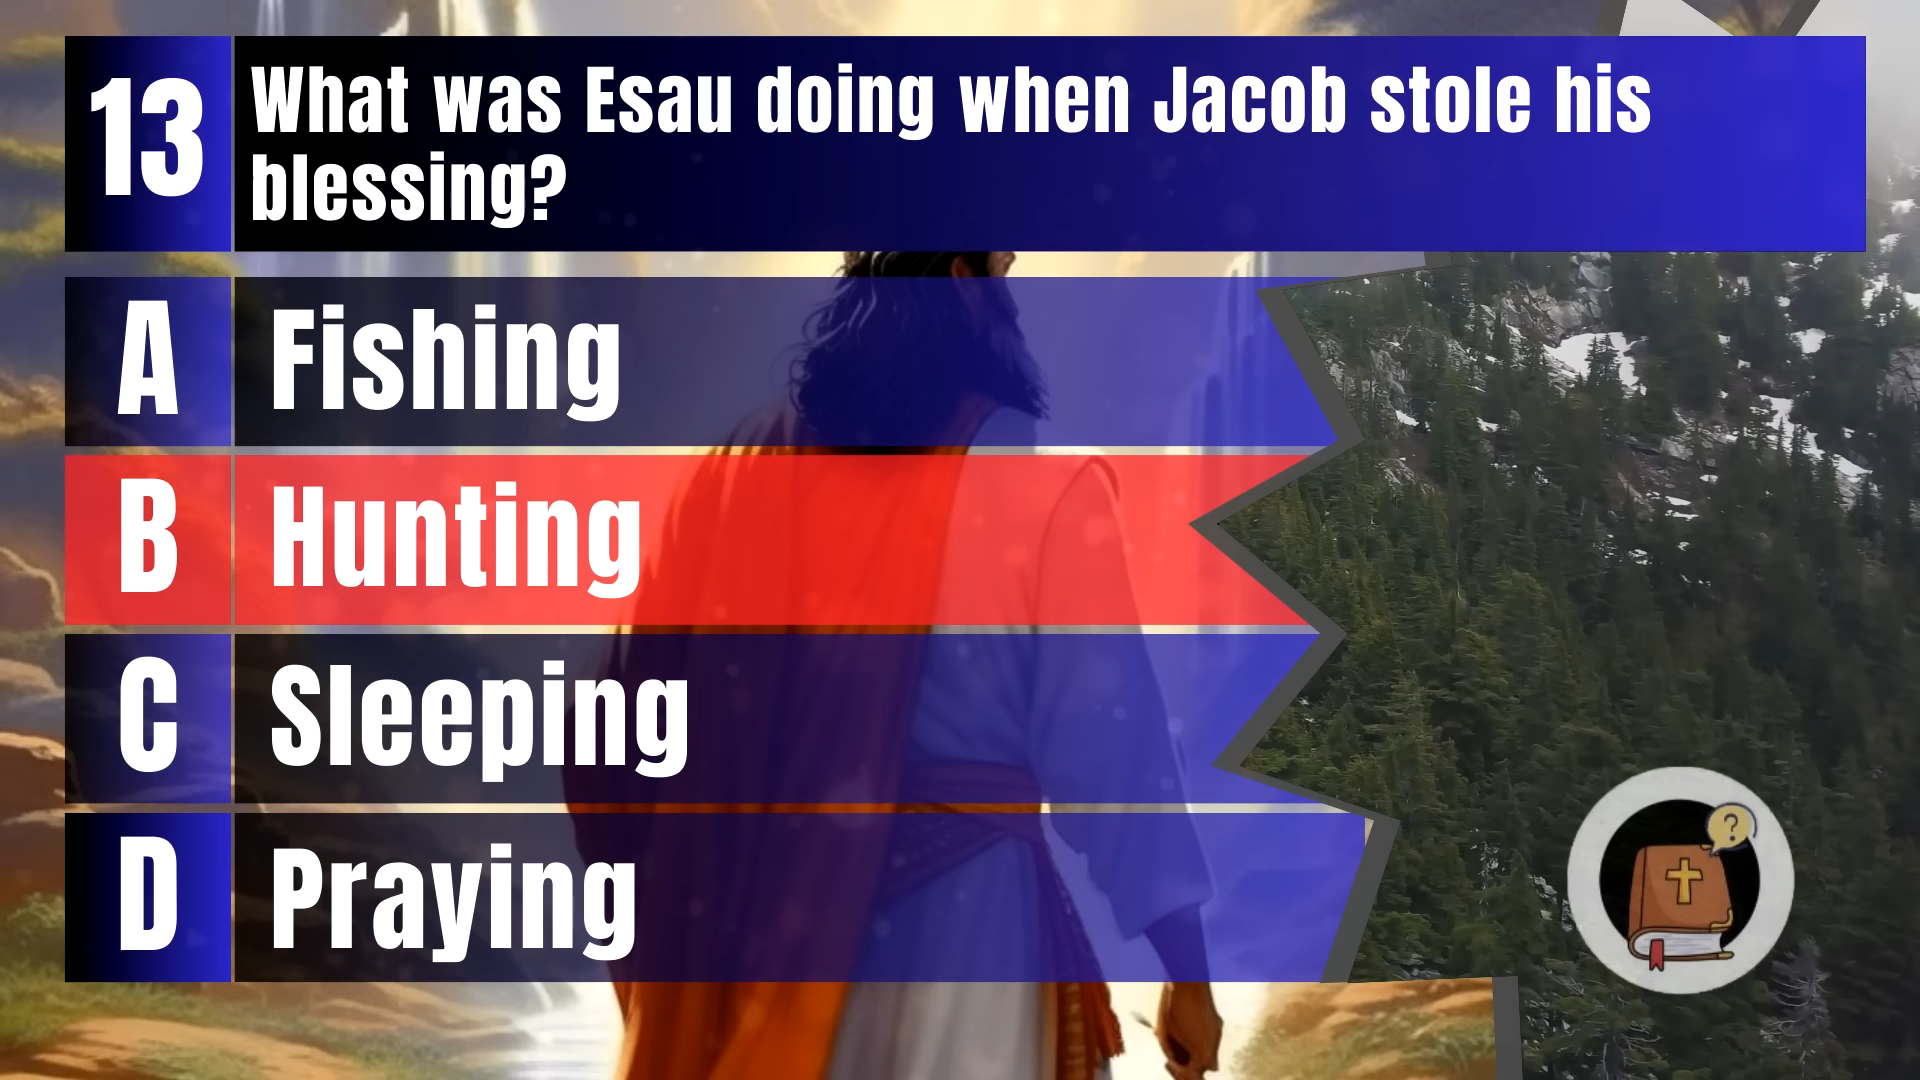 13
What was Esau doing when Jacob stole his
blessing?
A
Fishing
B
Hunting
C
Sleeping
D
Praying
?